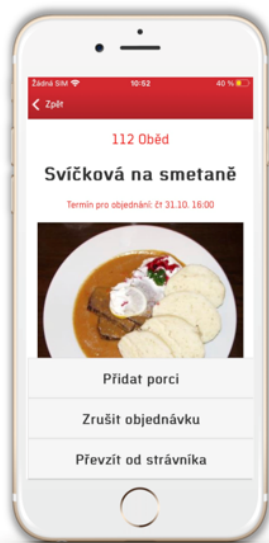 Žádná SIM 10:52 40 %
Zpět
112 Oběd
Svíčková na smetaně
Termín pro objednání: čt 31.10. 16:00
Přidat porci
Zrušit objednávku
Převzít od strávníka